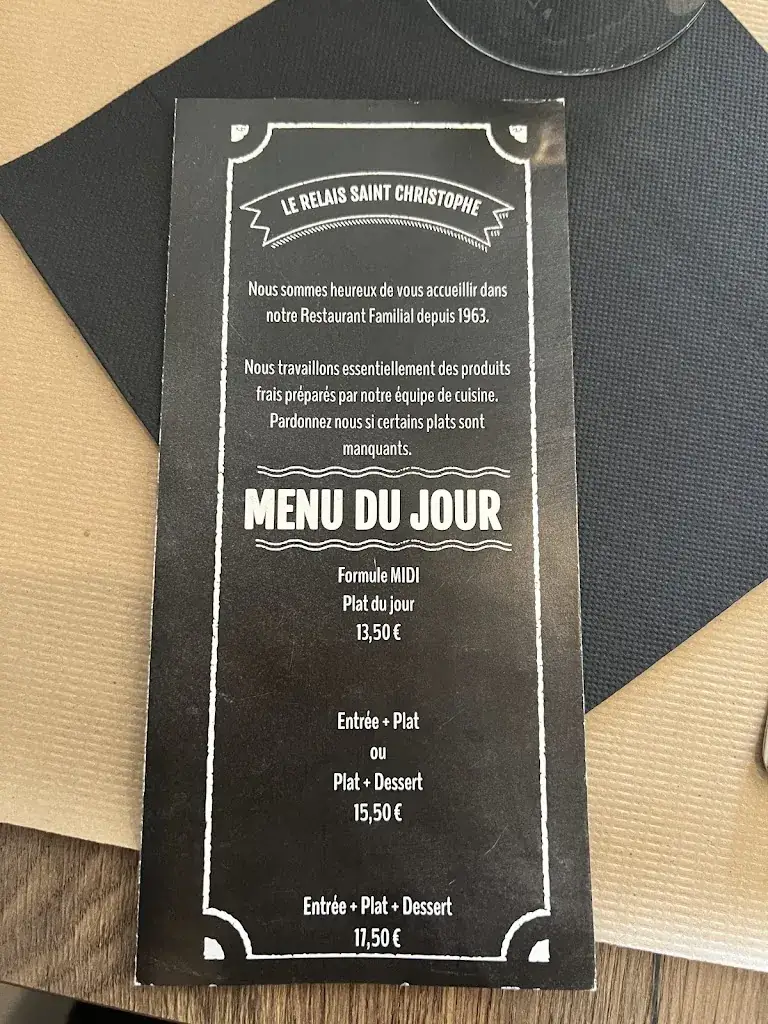 LE RELAIS SAINT CHRISTOPHE
Nous sommes heureux de vous accueillir dans
notre Restaurant Familial depuis 1963.
Nous travaillons essentiellement des produits
frais préparés par notre équipe de cuisine.
Pardonnez nous si certains plats sont
manquants.
MENU DU JOUR
Formule MIDI
Plat du jour
13,50 €
Entrée + Plat
ou
Plat + Dessert
15,50 €
Entrée + Plat + Dessert
17,50 €